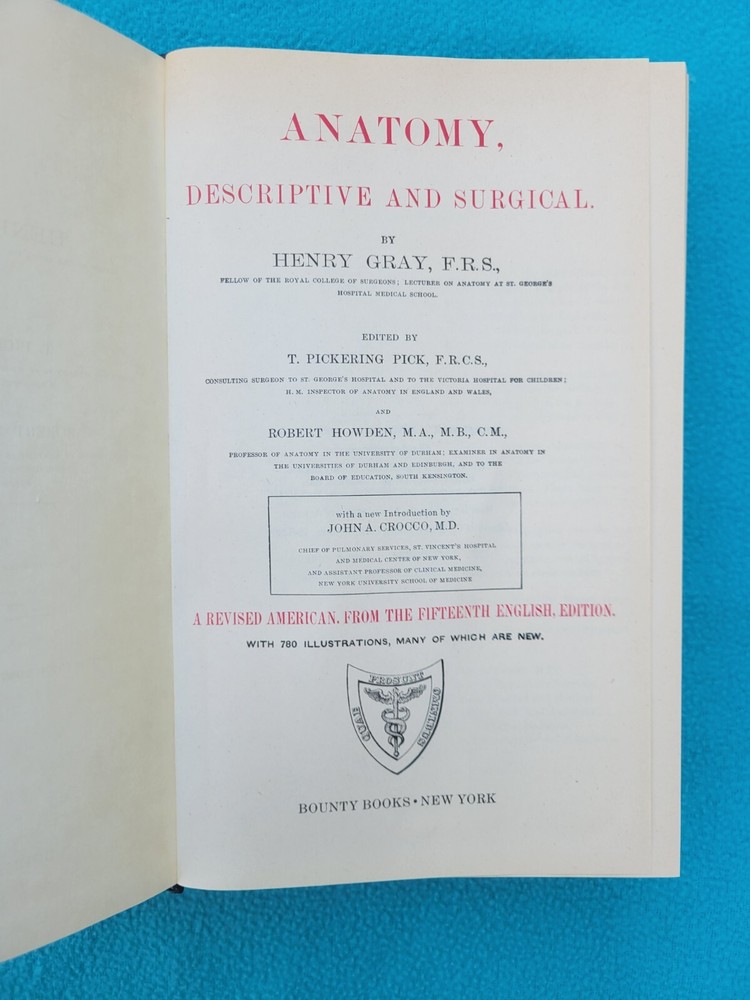 ANATOMY,
DESCRIPTIVE AND SURGICAL.
BY
HENRY GRAY, F.R.S.,
FELLOW OF THE ROYAL COLLEGE OF SURGEONS; LECTURER ON ANATOMY AT ST. GEORGE'S
HOSPITAL MEDICAL SCHOOL.
EDITED BY
T. PICKERING PICK, F.R.C.S.,
CONSULTING SURGEON TO ST. GEORGE'S HOSPITAL AND TO THE VICTORIA HOSPITAL FOR CHILDREN;
H. M. INSPECTOR OF ANATOMY IN ENGLAND AND WALES,
AND
ROBERT HOWDEN, M.A., M.B., C.M.,
PROFESSOR OF ANATOMY IN THE UNIVERSITY OF DURHAM; EXAMINER IN ANATOMY IN
THE UNIVERSITIES OF DURHAM AND EDINBURGH, AND TO THE
BOARD OF EDUCATION, SOUTH KENSINGTON.
with a new Introduction by
JOHN A. CROCCO, M.D.
CHIEF OF PULMONARY SERVICES, ST. VINCENT'S HOSPITAL
AND MEDICAL CENTER OF NEW YORK,
AND ASSISTANT PROFESSOR OF CLINICAL MEDICINE,
NEW YORK UNIVERSITY SCHOOL OF MEDICINE
A REVISED AMERICAN, FROM THE FIFTEENTH ENGLISH, EDITION.
WITH 780 ILLUSTRATIONS, MANY OF WHICH ARE NEW.
QUAE PROSUNT OMNIBUS
BOUNTY BOOKS • NEW YORK